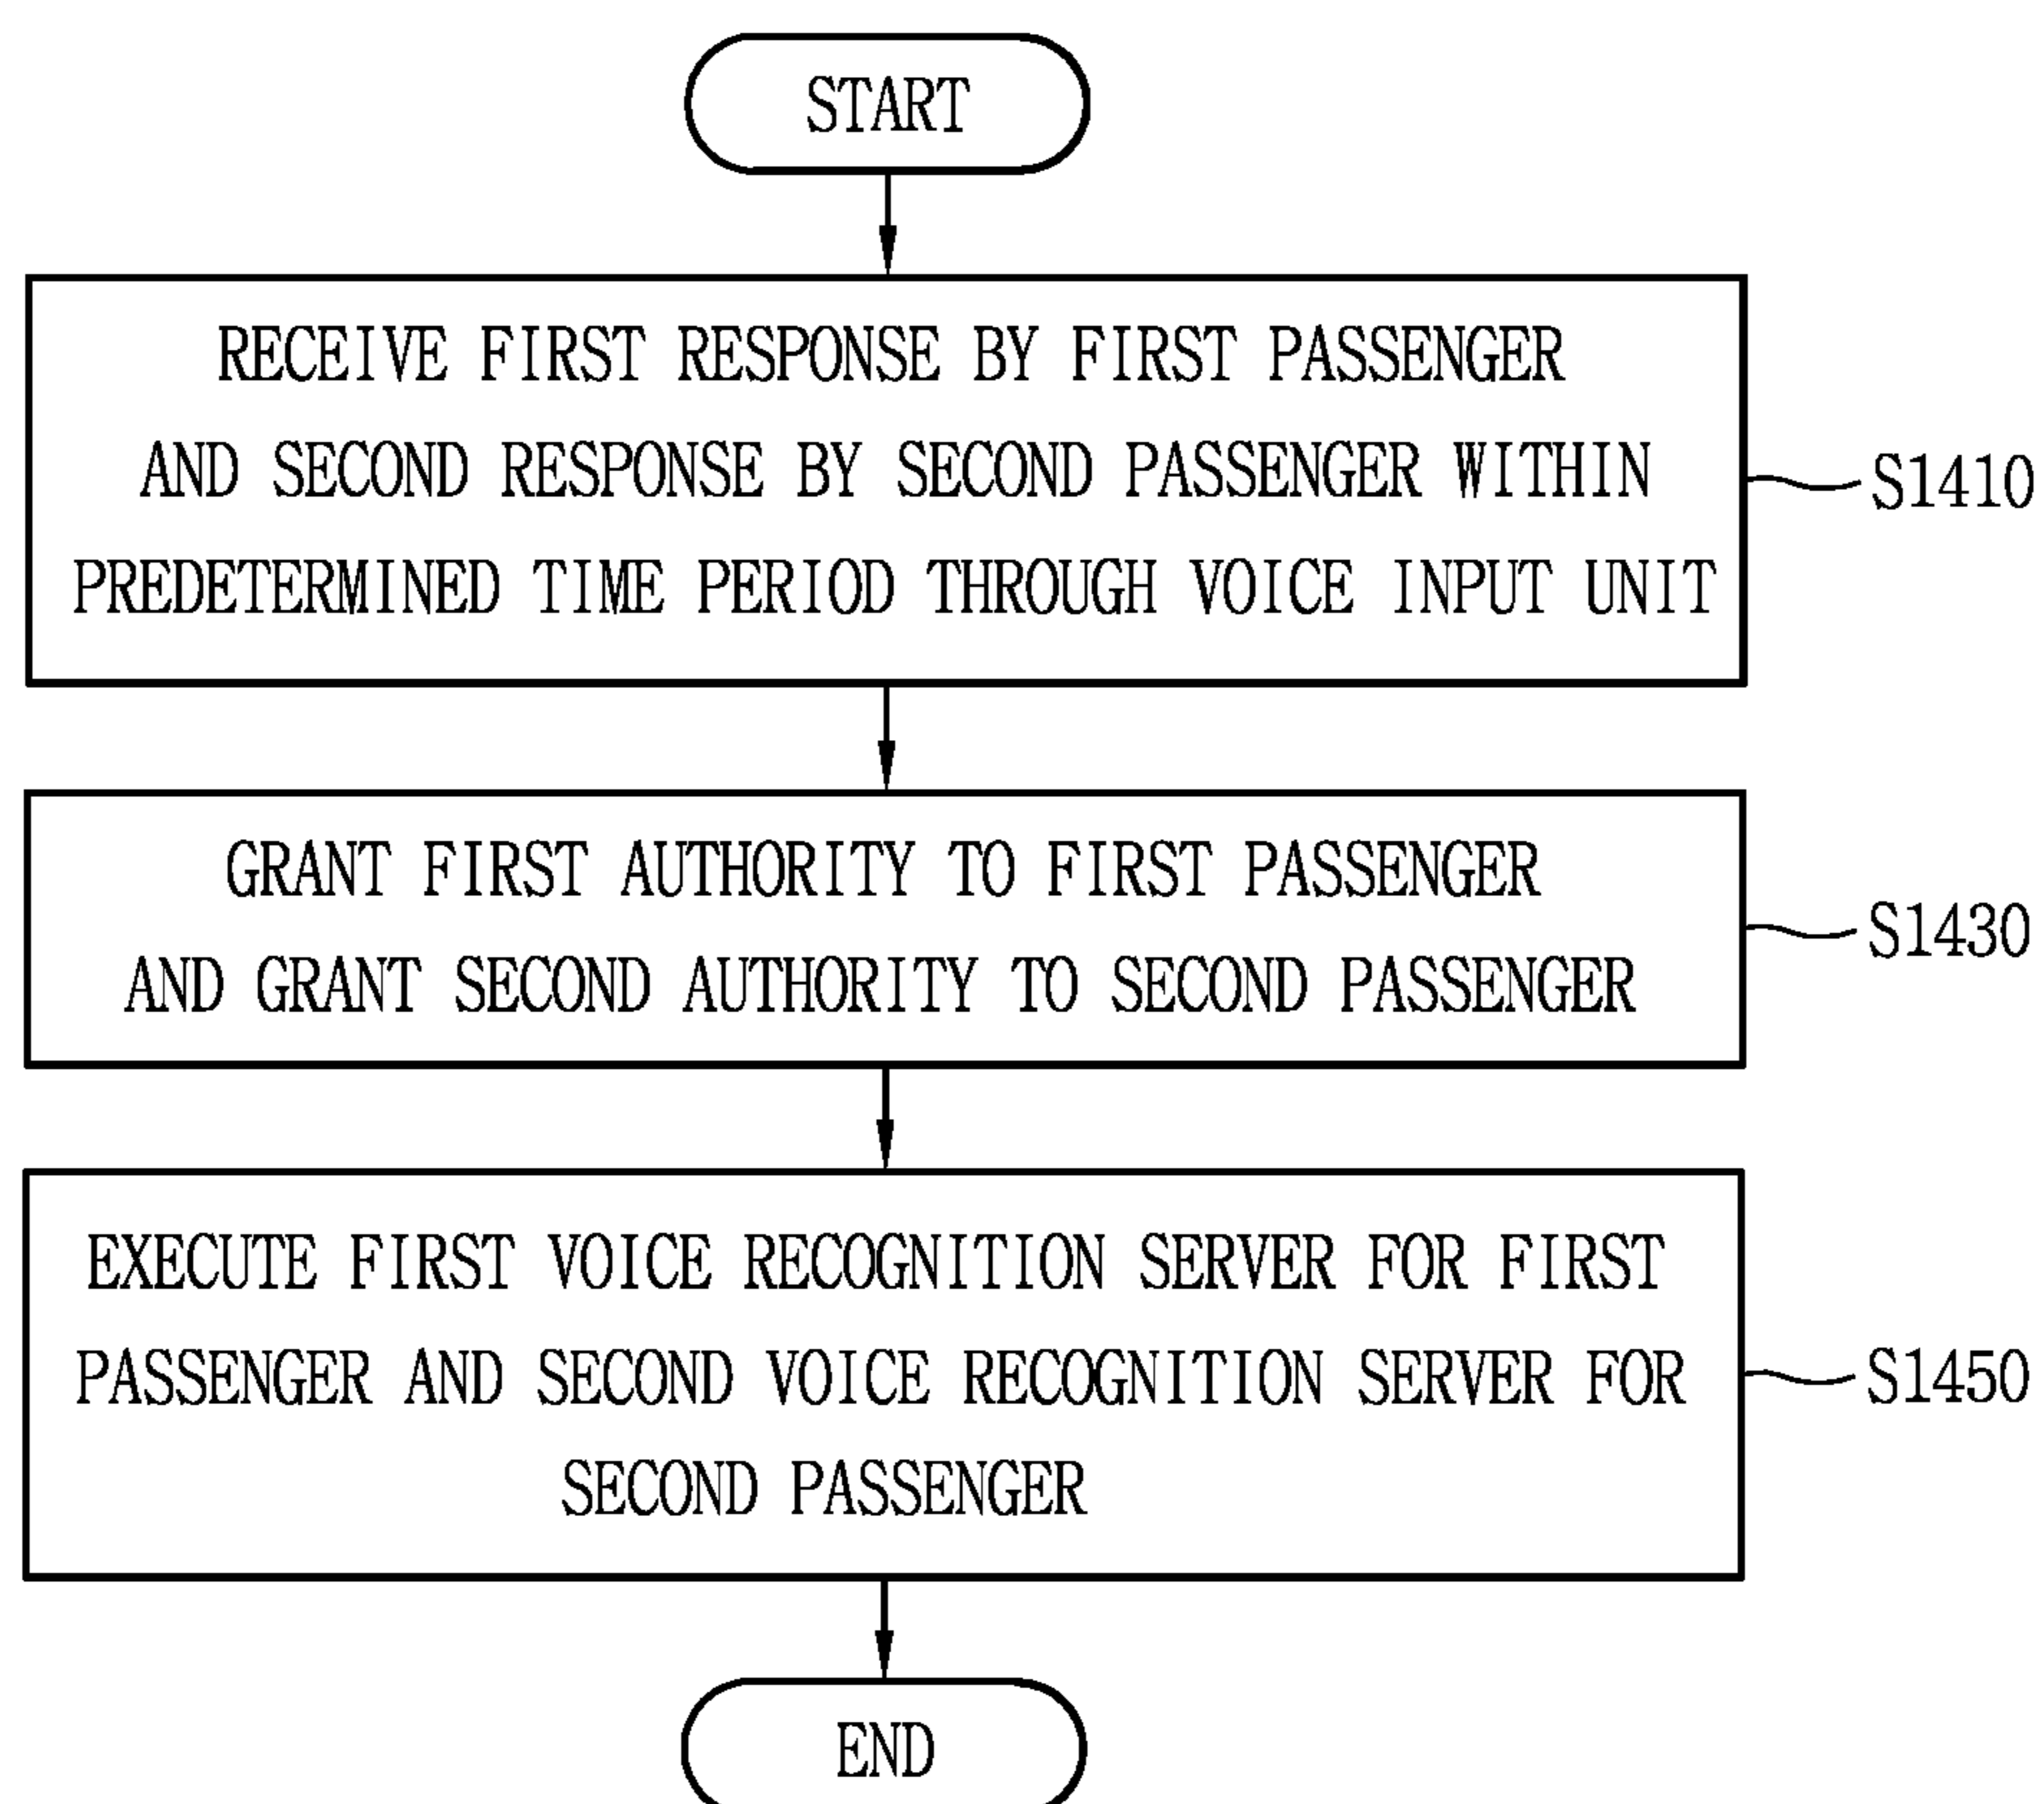 START
RECEIVE FIRST RESPONSE BY FIRST PASSENGER
AND SECOND RESPONSE BY SECOND PASSENGER WITHIN
PREDETERMINED TIME PERIOD THROUGH VOICE INPUT UNIT
S1410
GRANT FIRST AUTHORITY TO FIRST PASSENGER
AND GRANT SECOND AUTHORITY TO SECOND PASSENGER
S1430
EXECUTE FIRST VOICE RECOGNITION SERVER FOR FIRST
PASSENGER AND SECOND VOICE RECOGNITION SERVER FOR
SECOND PASSENGER
S1450
END